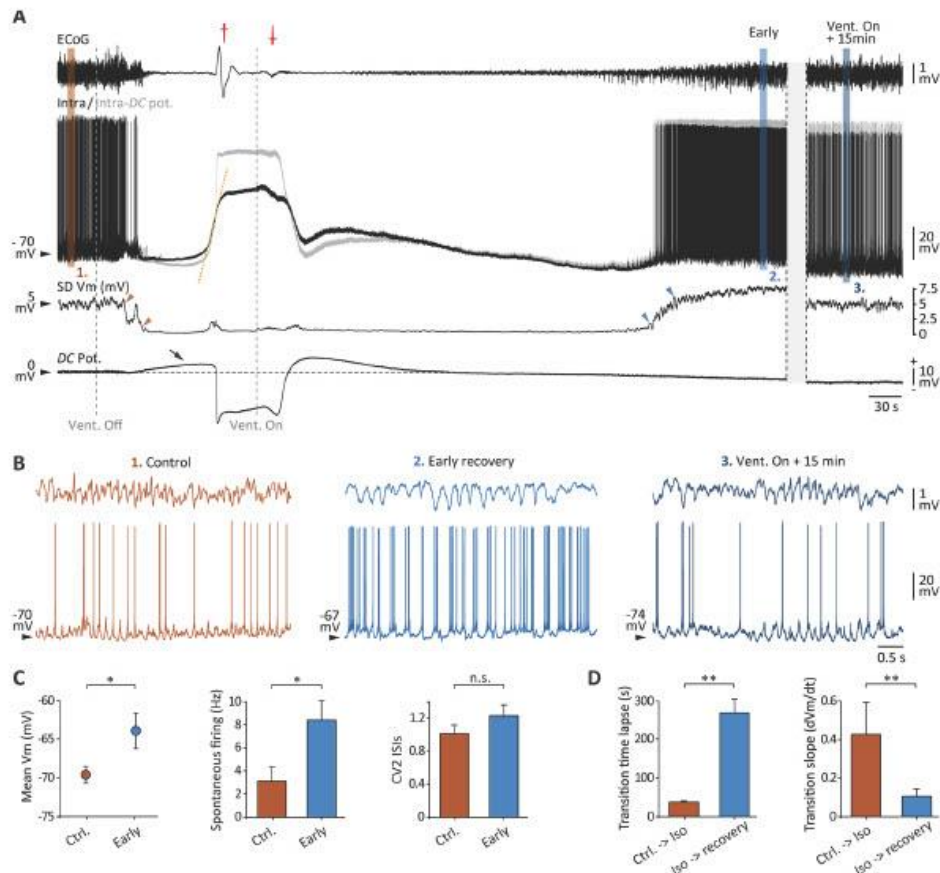 A
ECoG
Early
Vent. On
+ 15min
1
mV
Intra/Intra-DC pot.
- 70
mV
20
mV
1.
2.
3.
SD Vm (mV)
5
mV
7.5
5
2.5
0
DC Pot.
0
mV
+
10
mV
-
Vent. Off
Vent. On
30 s
B
1. Control
2. Early recovery
3. Vent. On + 15 min
1
mV
20
mV
-70
mV
-67
mV
-74
mV
0.5 s
C
*
Mean Vm (mV)
-60
-65
-70
-75
Ctrl.
Early
*
Spontaneous firing (Hz)
10
8
6
4
2
0
Ctrl.
Early
n.s.
CV2 ISIs
1.2
0.8
0.4
0
Ctrl.
Early
D
**
Transition time lapse (s)
300
200
100
0
Ctrl. -> Iso
Iso -> recovery
**
Transition slope (dVm/dt)
0.6
0.4
0.2
0
Ctrl. -> Iso
Iso -> recovery